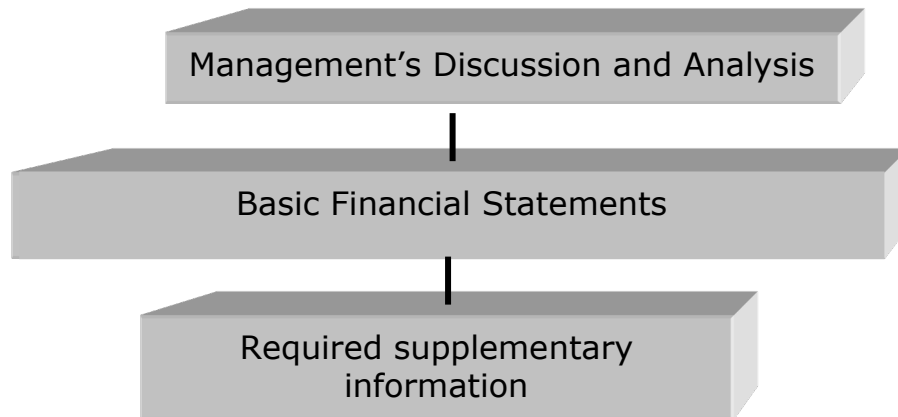 Management’s Discussion and Analysis
Basic Financial Statements
Required supplementary
information